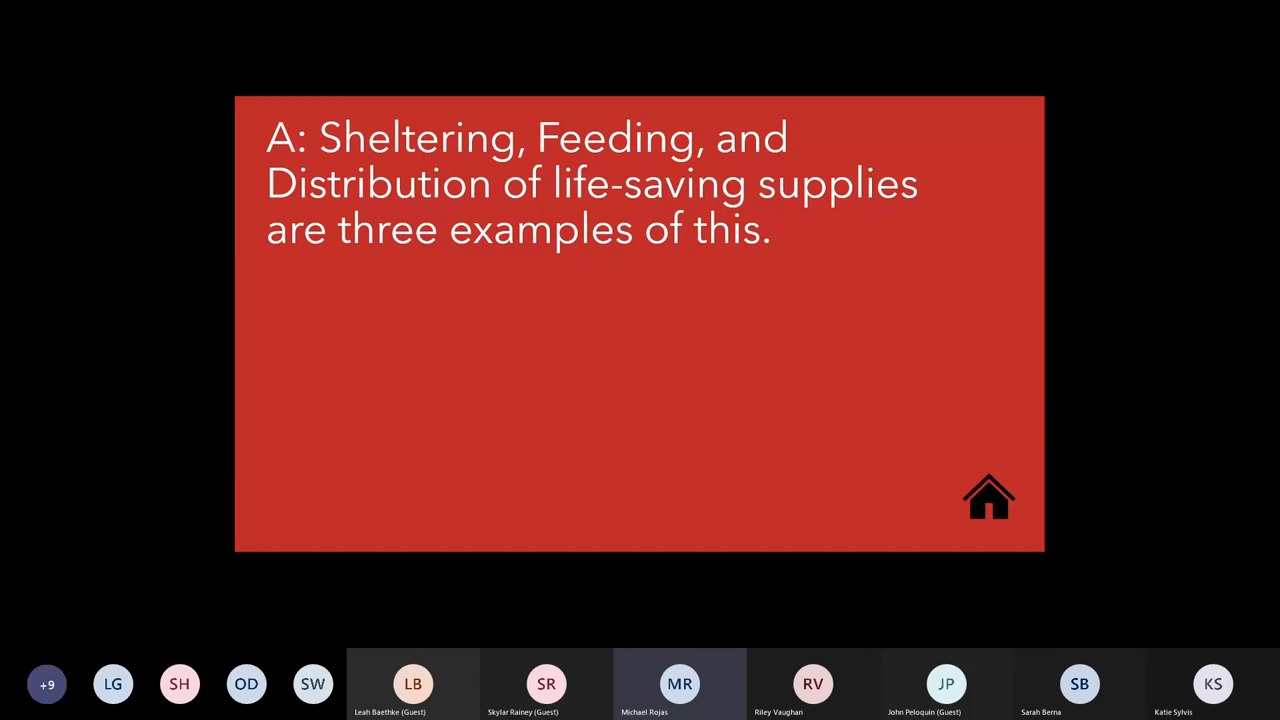 A: Sheltering, Feeding, and
Distribution of life-saving supplies
are three examples of this.
+9
LG
SH
OD
SW
LB
SR
MR
RV
JP
SB
KS
Leah Baethke (Guest)
Skylar Rainey (Guest)
Michael Rojas
Riley Vaughan
John Peloquin (Guest)
Sarah Berna
Katie Sylvis